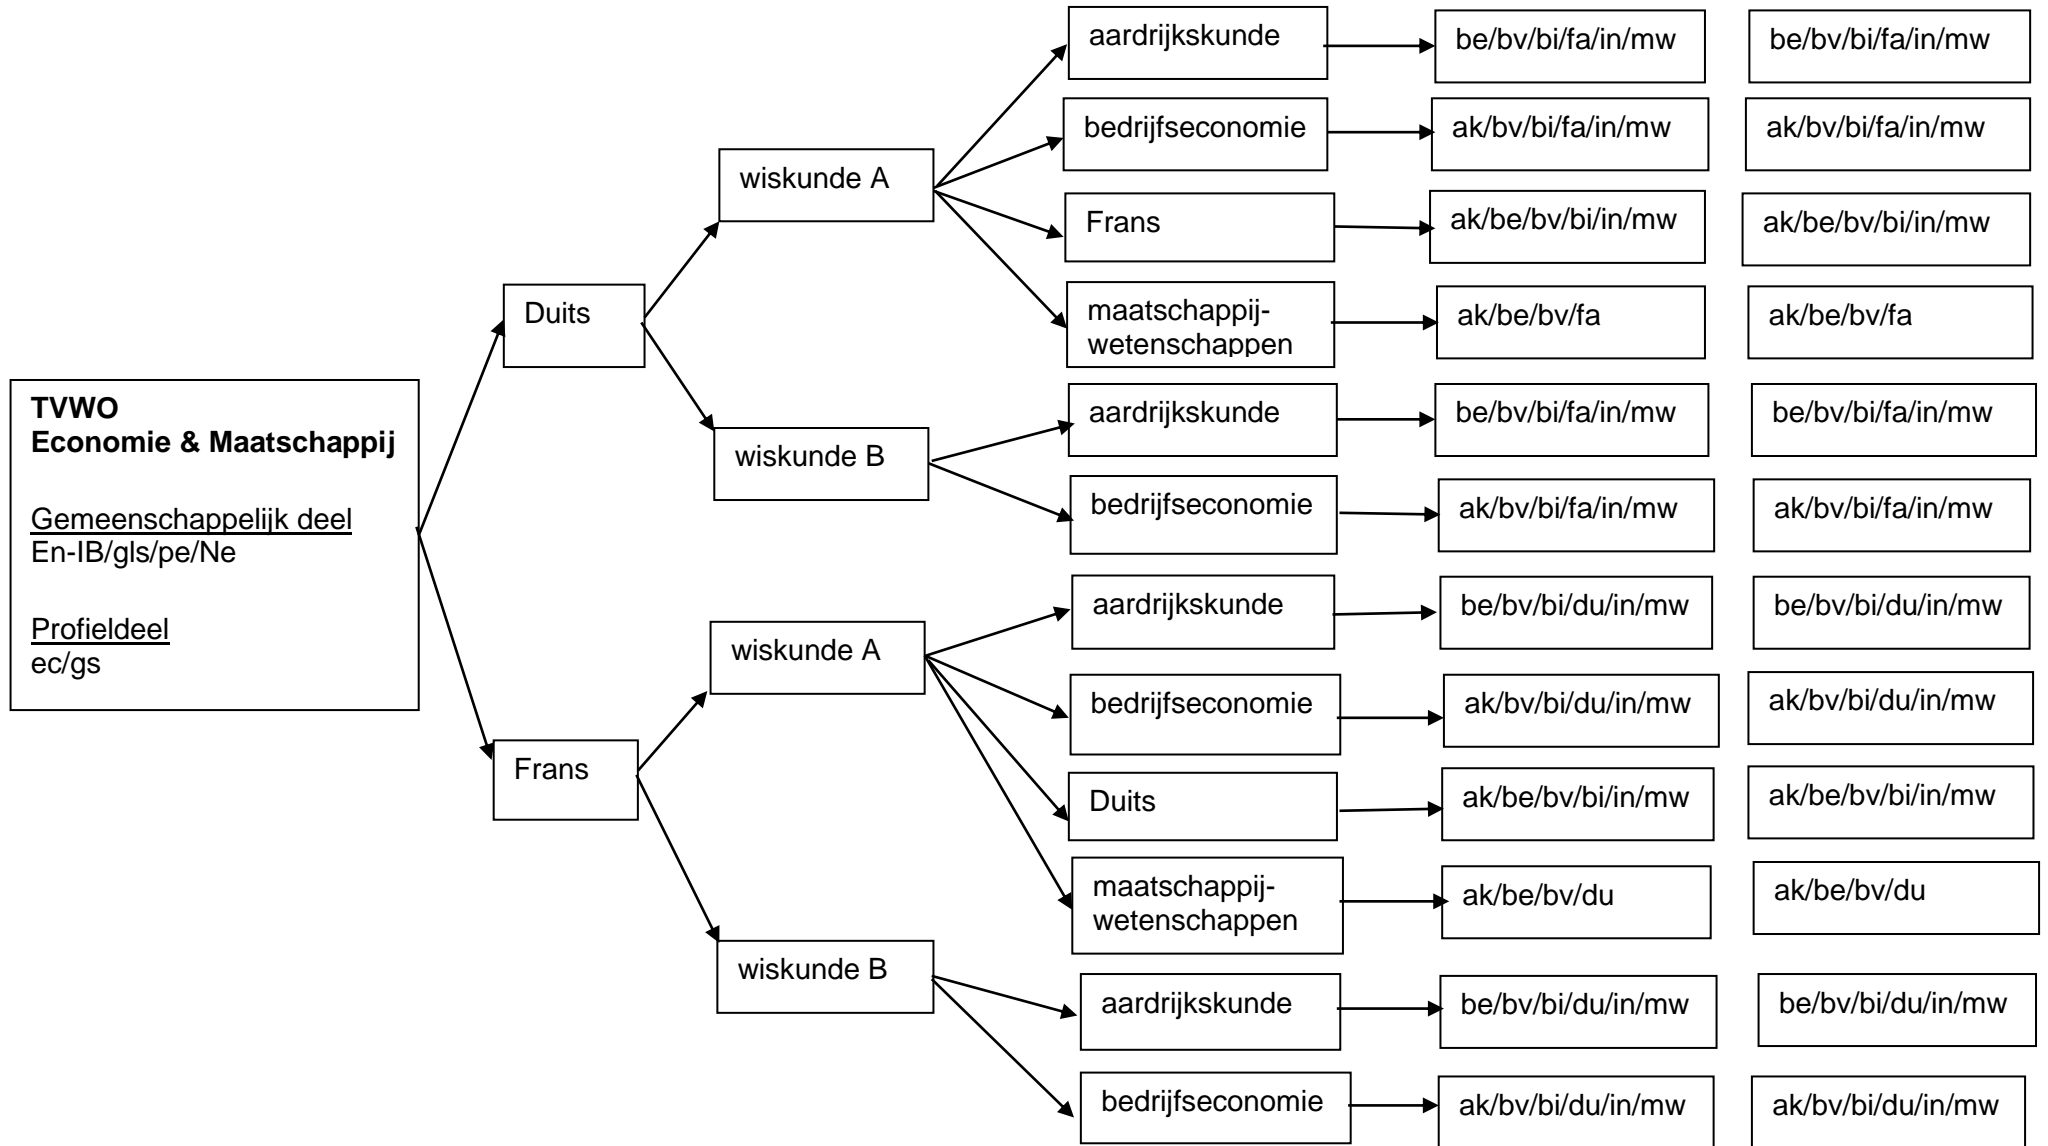 TVWO
Economie & Maatschappij
Gemeenschappelijk deel
En-IB/gls/pe/Ne
Profieldeel
ec/gs
Duits
wiskunde A
aardrijkskunde
be/bv/bi/fa/in/mw
be/bv/bi/fa/in/mw
bedrijfseconomie
ak/bv/bi/fa/in/mw
ak/bv/bi/fa/in/mw
Frans
ak/be/bv/bi/in/mw
ak/be/bv/bi/in/mw
maatschappij-
wetenschappen
ak/be/bv/fa
ak/be/bv/fa
wiskunde B
aardrijkskunde
be/bv/bi/fa/in/mw
be/bv/bi/fa/in/mw
bedrijfseconomie
ak/bv/bi/fa/in/mw
ak/bv/bi/fa/in/mw
Frans
wiskunde A
aardrijkskunde
be/bv/bi/du/in/mw
be/bv/bi/du/in/mw
bedrijfseconomie
ak/bv/bi/du/in/mw
ak/bv/bi/du/in/mw
Duits
ak/be/bv/bi/in/mw
ak/be/bv/bi/in/mw
maatschappij-
wetenschappen
ak/be/bv/du
ak/be/bv/du
wiskunde B
aardrijkskunde
be/bv/bi/du/in/mw
be/bv/bi/du/in/mw
bedrijfseconomie
ak/bv/bi/du/in/mw
ak/bv/bi/du/in/mw